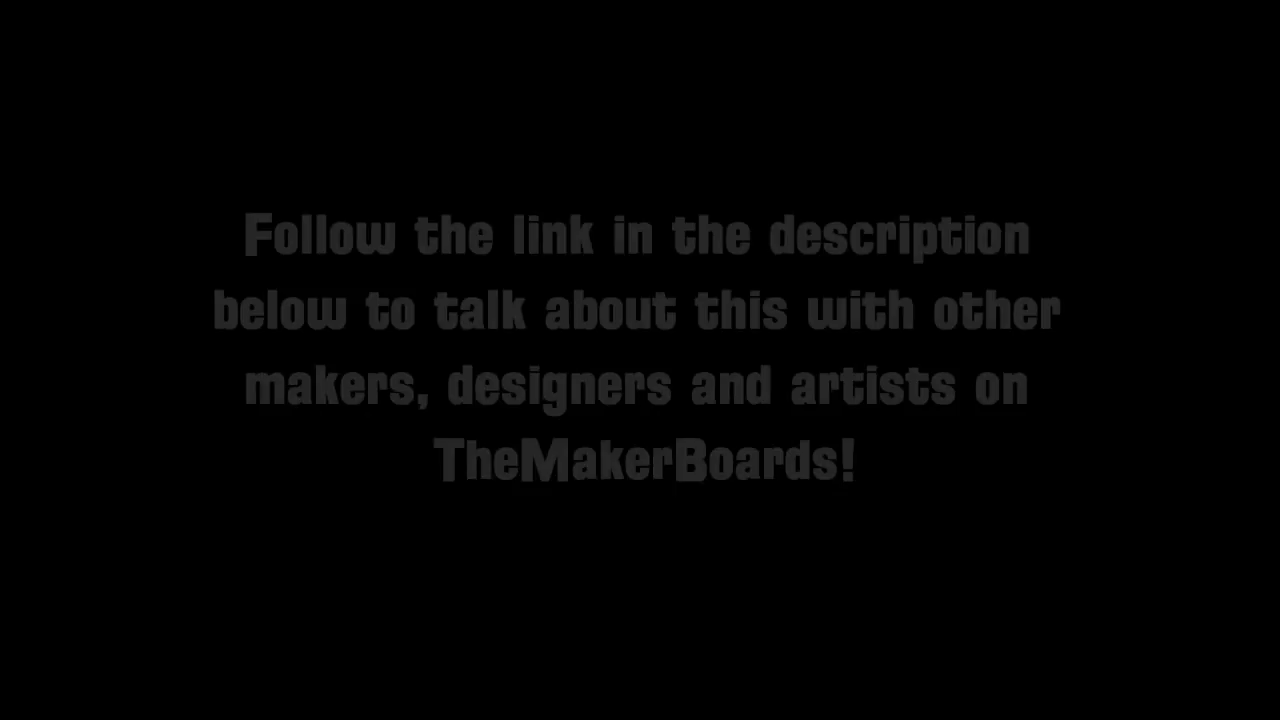 Follow the link in the description
below to talk about this with other
makers, designers and artists on
TheMakerBoards!